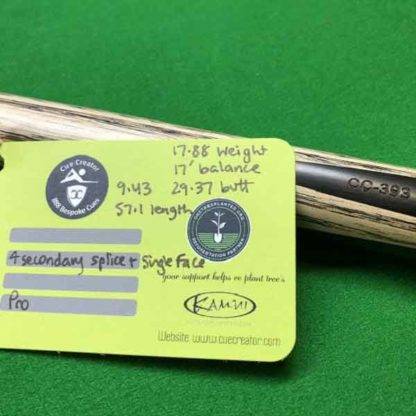 17.88 weight
17' balance
9.43 29.37 butt
57.1 length
Cue Creator
Bespoke Cues
4 secondary splice + Single Face
your support helps re plant tree's
Pro
KAMUI
Website: www.cuecreator.com
CC-393